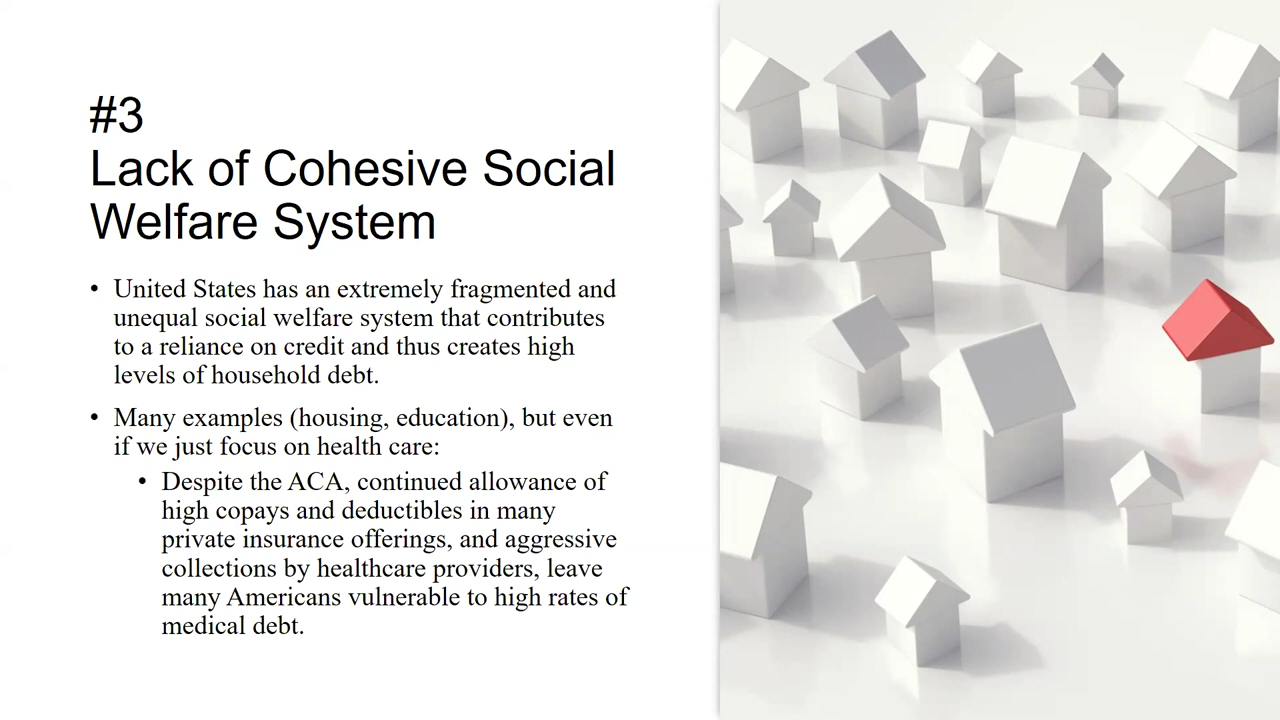 #3
Lack of Cohesive Social
Welfare System
• United States has an extremely fragmented and
unequal social welfare system that contributes
to a reliance on credit and thus creates high
levels of household debt.
• Many examples (housing, education), but even
if we just focus on health care:
• Despite the ACA, continued allowance of
high copays and deductibles in many
private insurance offerings, and aggressive
collections by healthcare providers, leave
many Americans vulnerable to high rates of
medical debt.